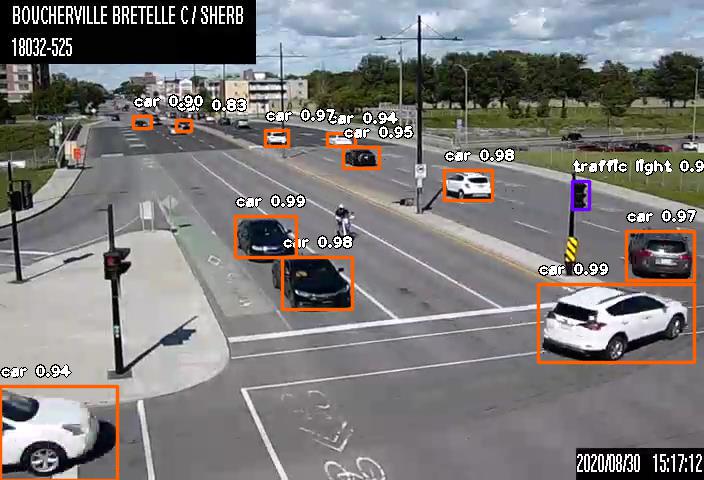 BOUCHERVILLE BRETELLE C / SHERB
18032-525
car 0.90
0.83
car 0.97
0.94
car 0.95
car 0.98
traffic light 0.9
car 0.99
car 0.97
car 0.98
car 0.99
car 0.94
2020/08/30 15:17:12